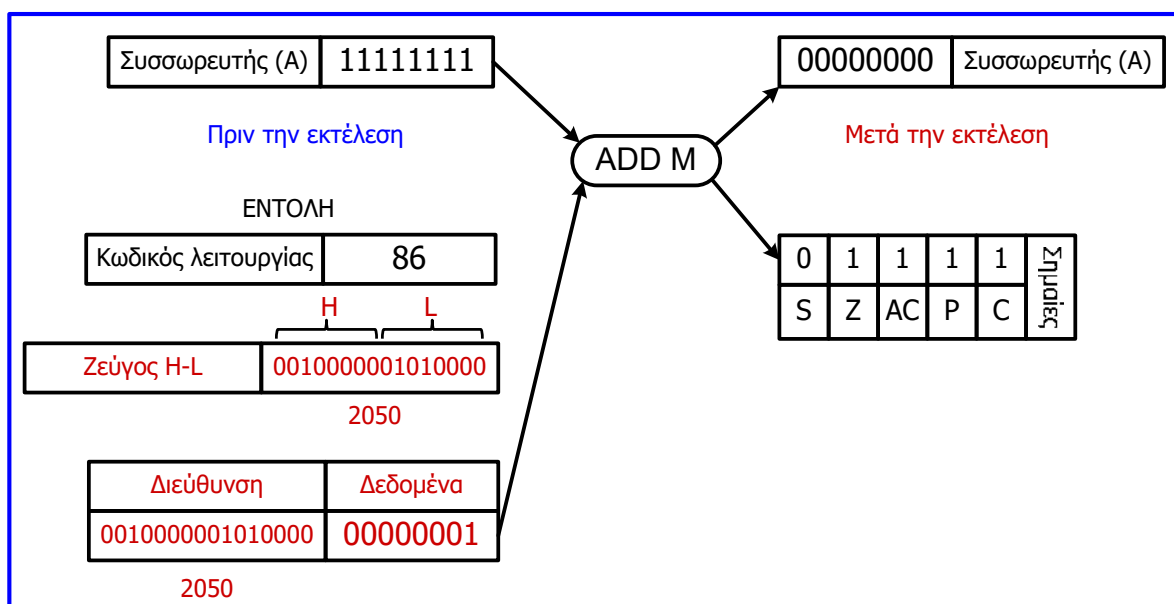 Συσσωρευτής (A) 11111111
00000000 Συσσωρευτής (A)
Πριν την εκτέλεση
ADD M
Μετά την εκτέλεση
ΕΝΤΟΛΗ
Κωδικός λειτουργίας 86
H L
Ζεύγος H-L 0010000001010000
2050
0 1 1 1 1
S Z AC P C
Σημαίες
Διεύθυνση Δεδομένα
0010000001010000 00000001
2050